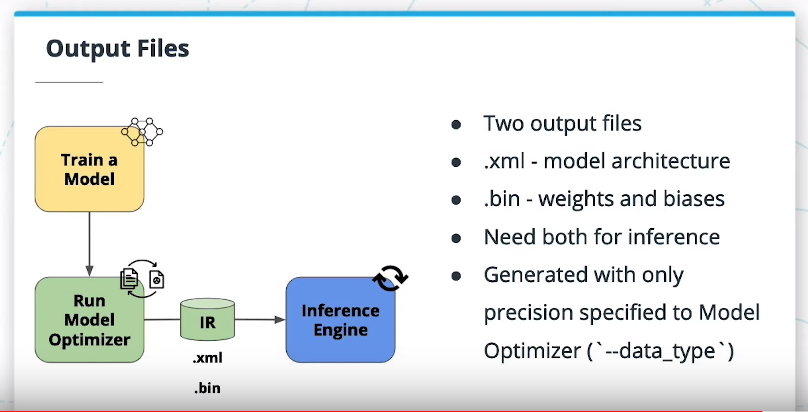 Output Files
Train a
Model
Run
Model
Optimizer
IR
.xml
.bin
Inference
Engine
● Two output files
● .xml - model architecture
● .bin - weights and biases
● Need both for inference
● Generated with only
precision specified to Model
Optimizer (`--data_type`)